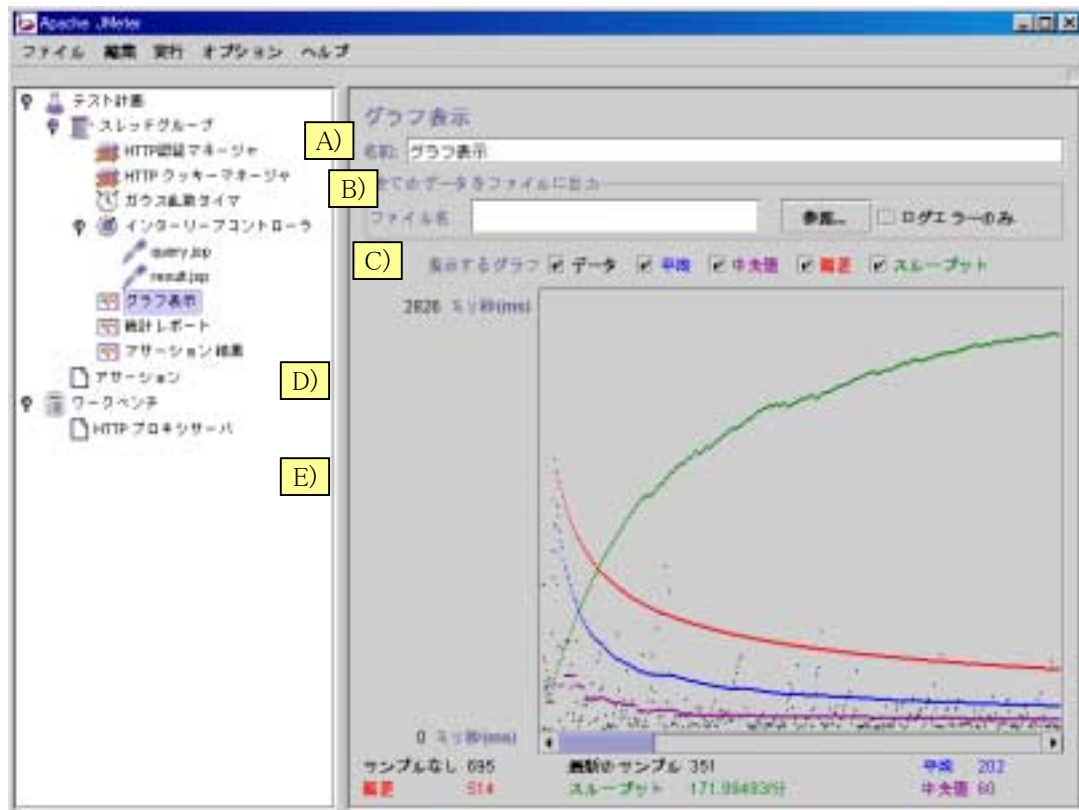 Apache JMeter
ファイル 編集 実行 オプション ヘルプ
テスト計画
スレッドグループ
HTTP認証マネージャ
HTTP クッキーマネージャ
ガウス乱数タイマ
インターリーブコントローラ
query.jsp
result.jsp
グラフ表示
統計レポート
アサーション結果
アサーション
ワークベンチ
HTTP プロキシサーバ
A)
B)
C)
D)
E)
グラフ表示
名前: グラフ表示
全てのデータをファイルに出力
ファイル名
参照... ログエラーのみ
表示するグラフ データ 平均 中央値 偏差 スループット
2026 ミリ秒(ms)
0 ミリ秒(ms)
サンプルなし 695 最新のサンプル 351 平均 202
偏差 514 スループット 中央値 60